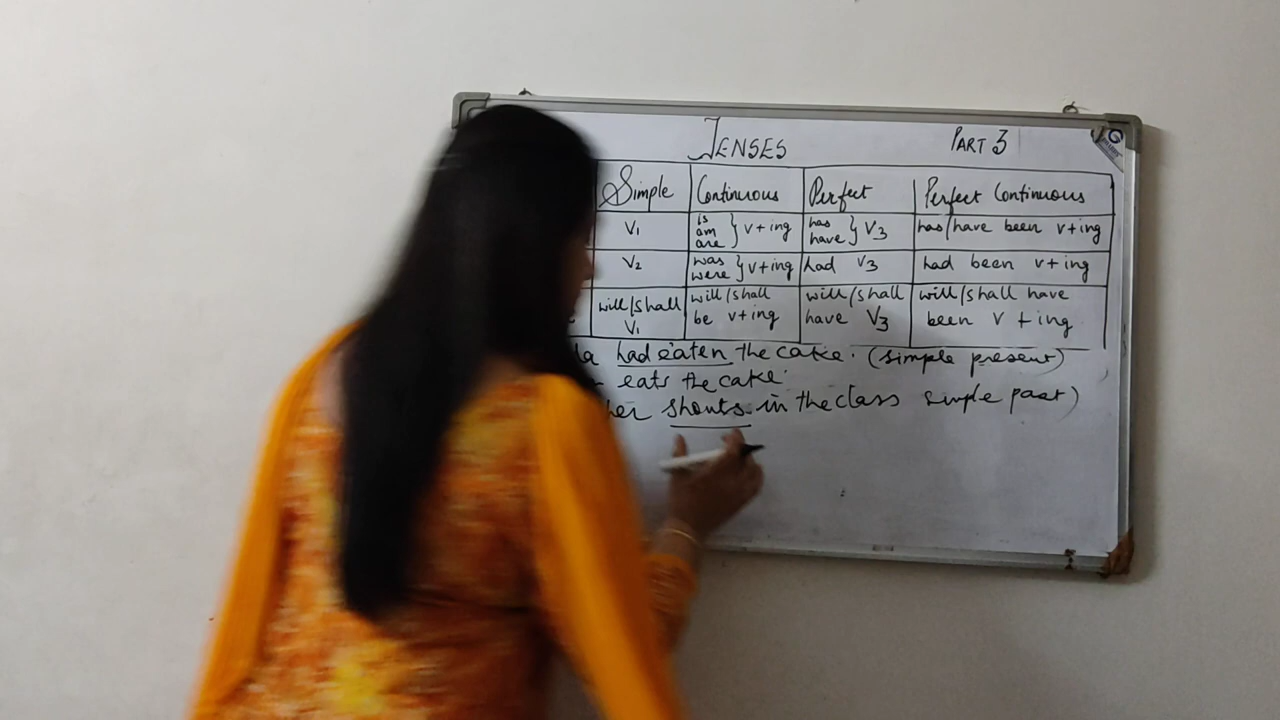 TENSES PART 3
Simple Continuous Perfect Perfect Continuous
V1 is am are } v+ing has have } V3 has/have been v+ing
V2 was were } v+ing had V3 had been v+ing
will/shall V1 will/shall be v+ing will/shall have V3 will/shall have been v+ing
la had eaten the cake. (simple present)
eats the cake.
her shouts in the class simple past)